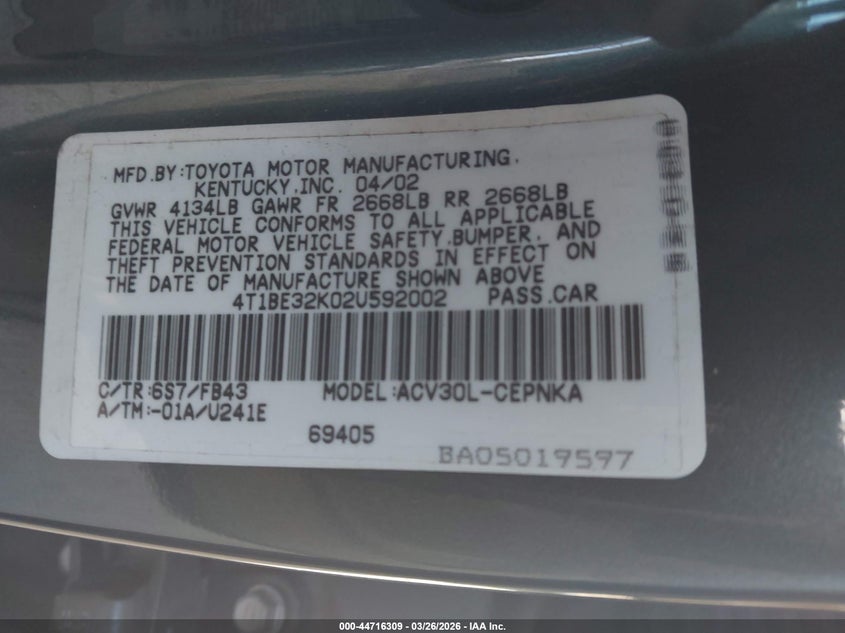 MFD.BY:TOYOTA MOTOR MANUFACTURING.
KENTUCKY,INC. 04/02
GVWR 4134LB GAWR FR 2668LB RR 2668LB
THIS VEHICLE CONFORMS TO ALL APPLICABLE
FEDERAL MOTOR VEHICLE SAFETY,BUMPER, AND
THEFT PREVENTION STANDARDS IN EFFECT ON
THE DATE OF MANUFACTURE SHOWN ABOVE
4T1BE32K02U592002 PASS.CAR
C/TR:6S7/FB43 MODEL:ACV30L-CEPNKA
A/TM:-01A/U241E
69405
BA05019597
000-44716309 | 03/26/2026 - IAA Inc.